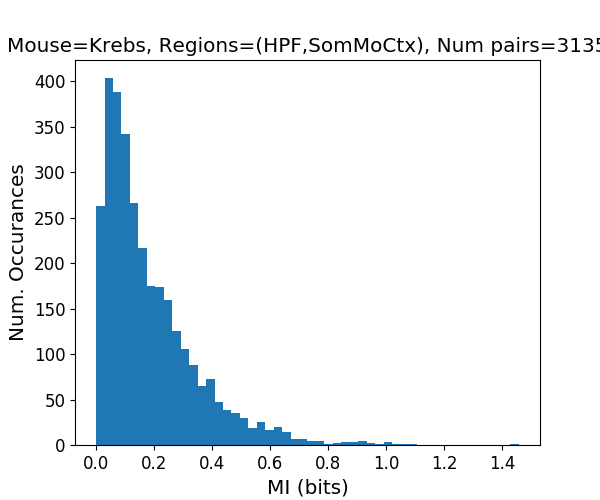 Mouse=Krebs, Regions=(HPF,SomMoCtx), Num pairs=3135
Num. Occurances
400
350
300
250
200
150
100
50
0
0.0 0.2 0.4 0.6 0.8 1.0 1.2 1.4
MI (bits)